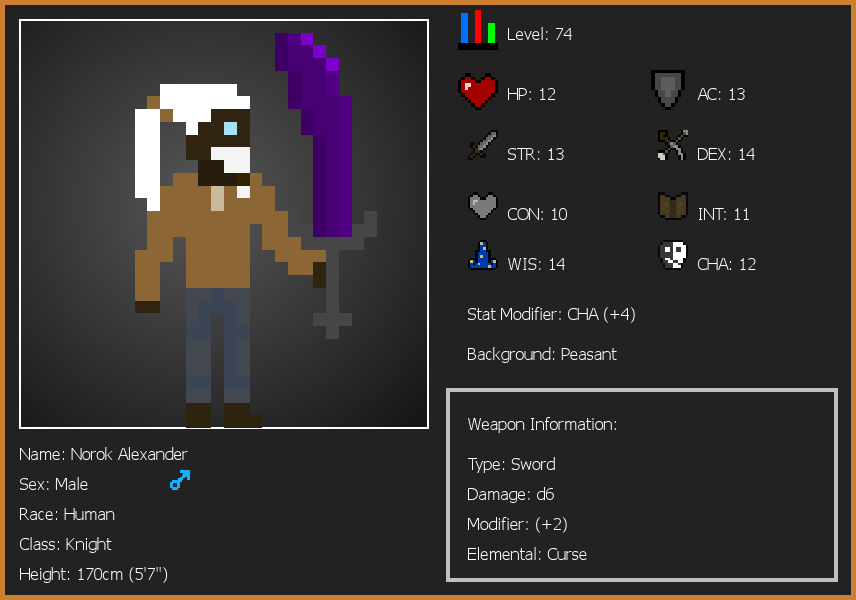 Level: 74
HP: 12
AC: 13
STR: 13
DEX: 14
CON: 10
INT: 11
WIS: 14
CHA: 12
Stat Modifier: CHA (+4)
Background: Peasant
Weapon Information:
Type: Sword
Damage: d6
Modifier: (+2)
Elemental: Curse
Name: Norok Alexander
Sex: Male
Race: Human
Class: Knight
Height: 170cm (5'7")